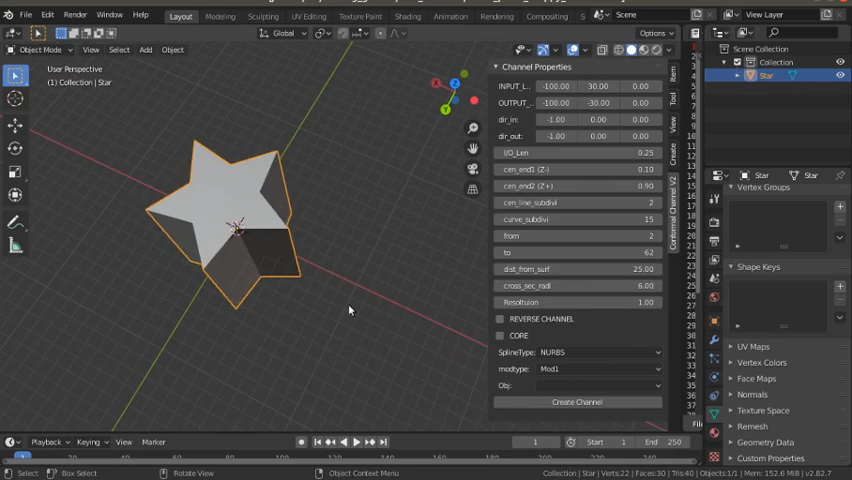 File Edit Render Window Help Layout Modeling Sculpting UV Editing Texture Paint Shading Animation Rendering Compositing S Scene View Layer
Global Options
Object Mode View Select Add Object
User Perspective
(1) Collection | Star
X Z Y
Channel Properties
INPUT_L... -100.00 30.00 0.00
OUTPUT_... -100.00 -30.00 0.00
dir_in: -1.00 0.00 0.00
dir_out: -1.00 0.00 0.00
I/O_Len 0.25
cen_end1 (Z-) 0.10
cen_end2 (Z+) 0.90
cen_line_subdivi 2
curve_subdivi 15
from 2
to 62
dist_from_surf 25.00
cross_sec_radi 6.00
Resoltuion 1.00
REVERSE CHANNEL
CORE
SplineType: NURBS
modtype: Mod1
Obj:
Create Channel
Item
Tool
View
Create
Conformal Channel V2
File
Scene Collection
Collection
Star
Star Star
Vertex Groups
Shape Keys
UV Maps
Vertex Colors
Face Maps
Normals
Texture Space
Remesh
Geometry Data
Custom Properties
Playback Keying View Marker 1 Start 1 End 250
1
Select Box Select Rotate View Object Context Menu Collection | Star | Verts:22 | Faces:30 | Tris:40 | Objects:1/1 | Mem: 152.6 MiB | v2.82.7